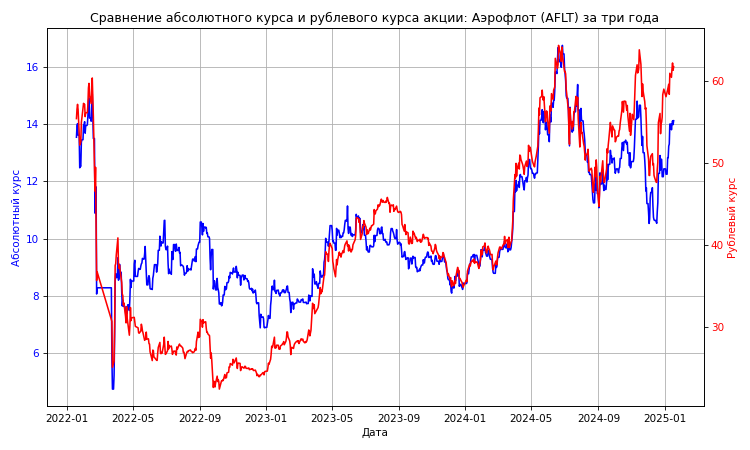 Сравнение абсолютного курса и рублевого курса акции: Аэрофлот (AFLT) за три года
Абсолютный курс
16
14
12
10
8
6
60
50
40
30
Рублевый курс
2022-01 2022-05 2022-09 2023-01 2023-05 2023-09 2024-01 2024-05 2024-09 2025-01
Дата